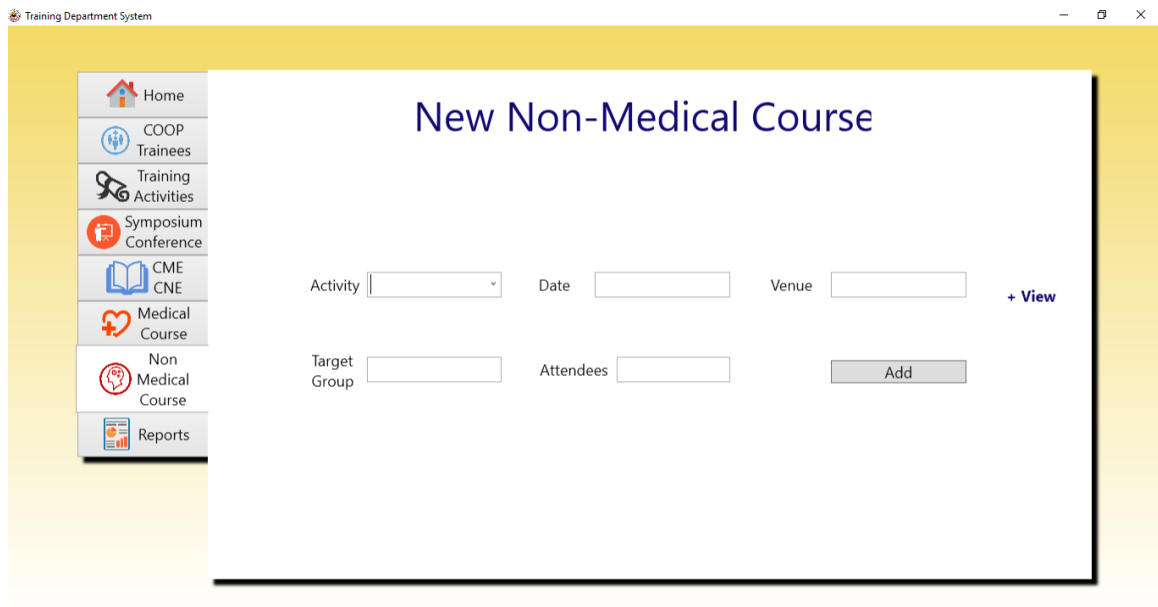 Training Department System
Home
COOP
Trainees
Training
Activities
Symposium
Conference
CME
CNE
Medical
Course
Non
Medical
Course
Reports
New Non-Medical Course
Activity
Date
Venue
+ View
Target
Group
Attendees
Add